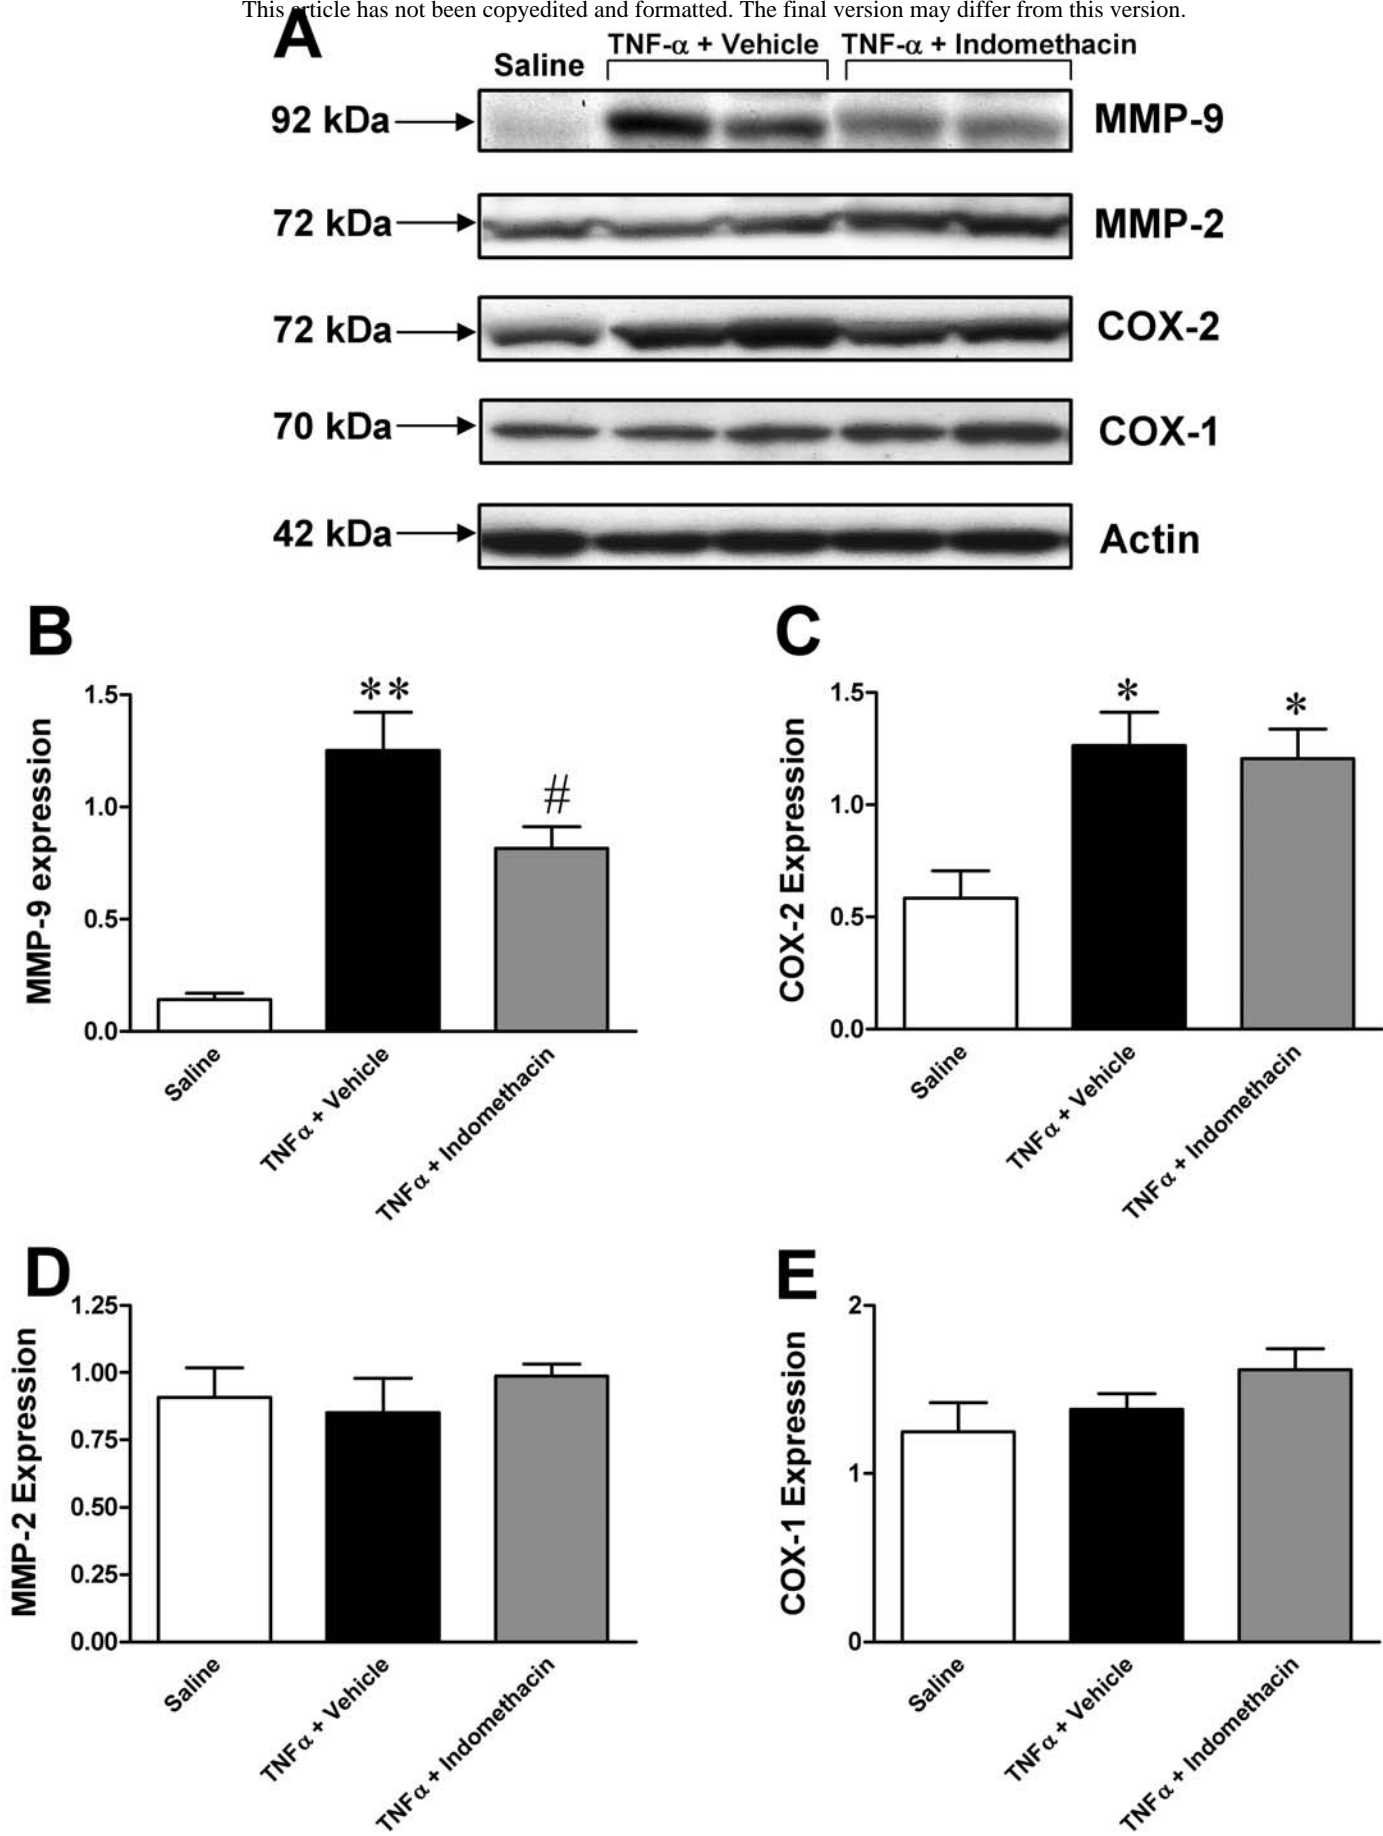 This article has not been copyedited and formatted. The final version may differ from this version.
A
Saline
TNF-α + Vehicle
TNF-α + Indomethacin
92 kDa
MMP-9
72 kDa
MMP-2
72 kDa
COX-2
70 kDa
COX-1
42 kDa
Actin
B
MMP-9 expression
1.5
1.0
0.5
0.0
**
#
Saline
TNFα + Vehicle
TNFα + Indomethacin
C
COX-2 Expression
1.5
1.0
0.5
0.0
*
*
Saline
TNFα + Vehicle
TNFα + Indomethacin
D
MMP-2 Expression
1.25
1.00
0.75
0.50
0.25
0.00
Saline
TNFα + Vehicle
TNFα + Indomethacin
E
COX-1 Expression
2
1
0
Saline
TNFα + Vehicle
TNFα + Indomethacin